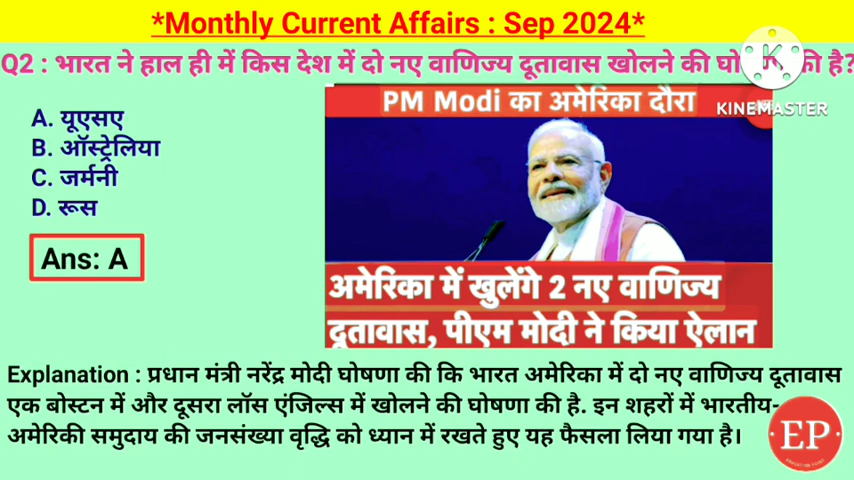 *Monthly Current Affairs : Sep 2024*
Q2 : भारत ने हाल ही में किस देश में दो नए वाणिज्य दूतावास खोलने की की है?
KINEMASTER
PM Modi का अमेरिका दौरा
A. यूएसए
B. ऑस्ट्रेलिया
C. जर्मनी
D. रूस
Ans: A
अमेरिका में खुलेंगे 2 नए वाणिज्य
दूतावास, पीएम मोदी ने किया ऐलान
Explanation : प्रधान मंत्री नरेंद्र मोदी घोषणा की कि भारत अमेरिका में दो नए वाणिज्य दूतावास
एक बोस्टन में और दूसरा लॉस एंजिल्स में खोलने की घोषणा की है. इन शहरों में भारतीय-
अमेरिकी समुदाय की जनसंख्या वृद्धि को ध्यान में रखते हुए यह फैसला लिया गया है।
EP